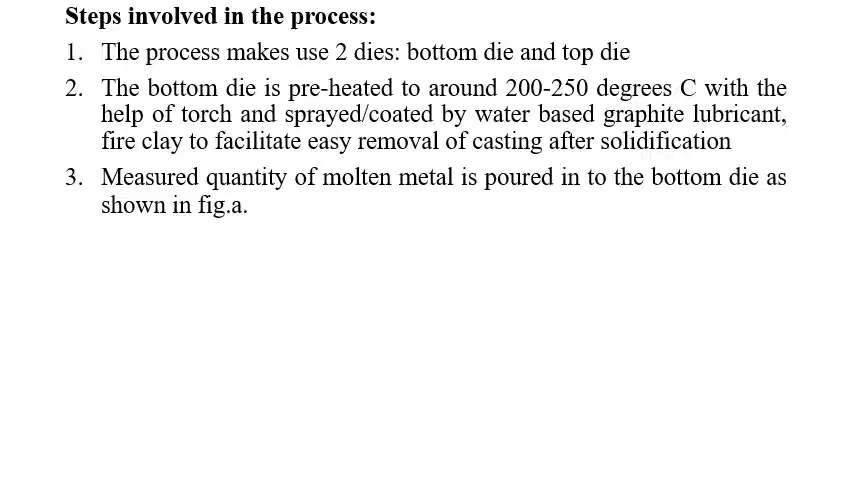 Steps involved in the process:
1. The process makes use 2 dies: bottom die and top die
2. The bottom die is pre-heated to around 200-250 degrees C with the
help of torch and sprayed/coated by water based graphite lubricant,
fire clay to facilitate easy removal of casting after solidification
3. Measured quantity of molten metal is poured in to the bottom die as
shown in fig.a.